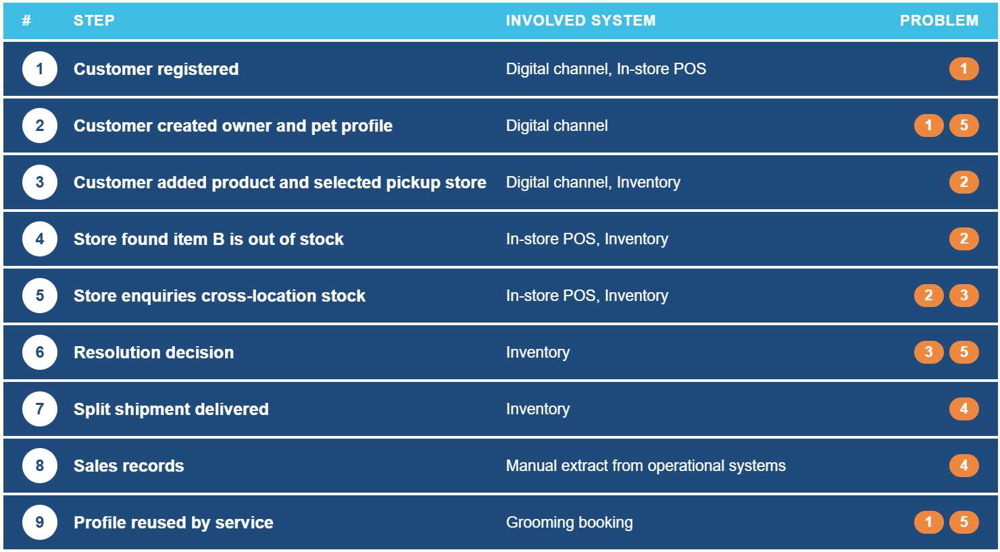 # STEP INVOLVED SYSTEM PROBLEM
1 Customer registered Digital channel, In-store POS 1
2 Customer created owner and pet profile Digital channel 1 5
3 Customer added product and selected pickup store Digital channel, Inventory 2
4 Store found item B is out of stock In-store POS, Inventory 2
5 Store enquiries cross-location stock In-store POS, Inventory 2 3
6 Resolution decision Inventory 3 5
7 Split shipment delivered Inventory 4
8 Sales records Manual extract from operational systems 4
9 Profile reused by service Grooming booking 1 5